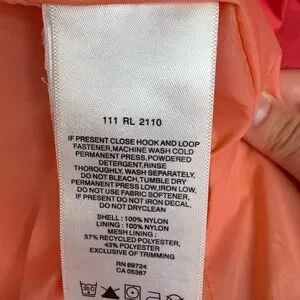 111 RL 2110
IF PRESENT CLOSE HOOK AND LOOP
FASTENER,MACHINE WASH COLD
PERMANENT PRESS,POWDERED
DETERGENT,RINSE
THOROUGHLY,WASH SEPARATELY,
DO NOT BLEACH,TUMBLE DRY
PERMANENT PRESS LOW,IRON LOW,
DO NOT USE FABRIC SOFTENER,
IF PRESENT DO NOT IRON DECAL,
DO NOT DRYCLEAN
SHELL : 100% NYLON
LINING : 100% NYLON
MESH LINING :
57% RECYCLED POLYESTER,
43% POLYESTER
EXCLUSIVE OF TRIMMING
RN 89724
CA 05367